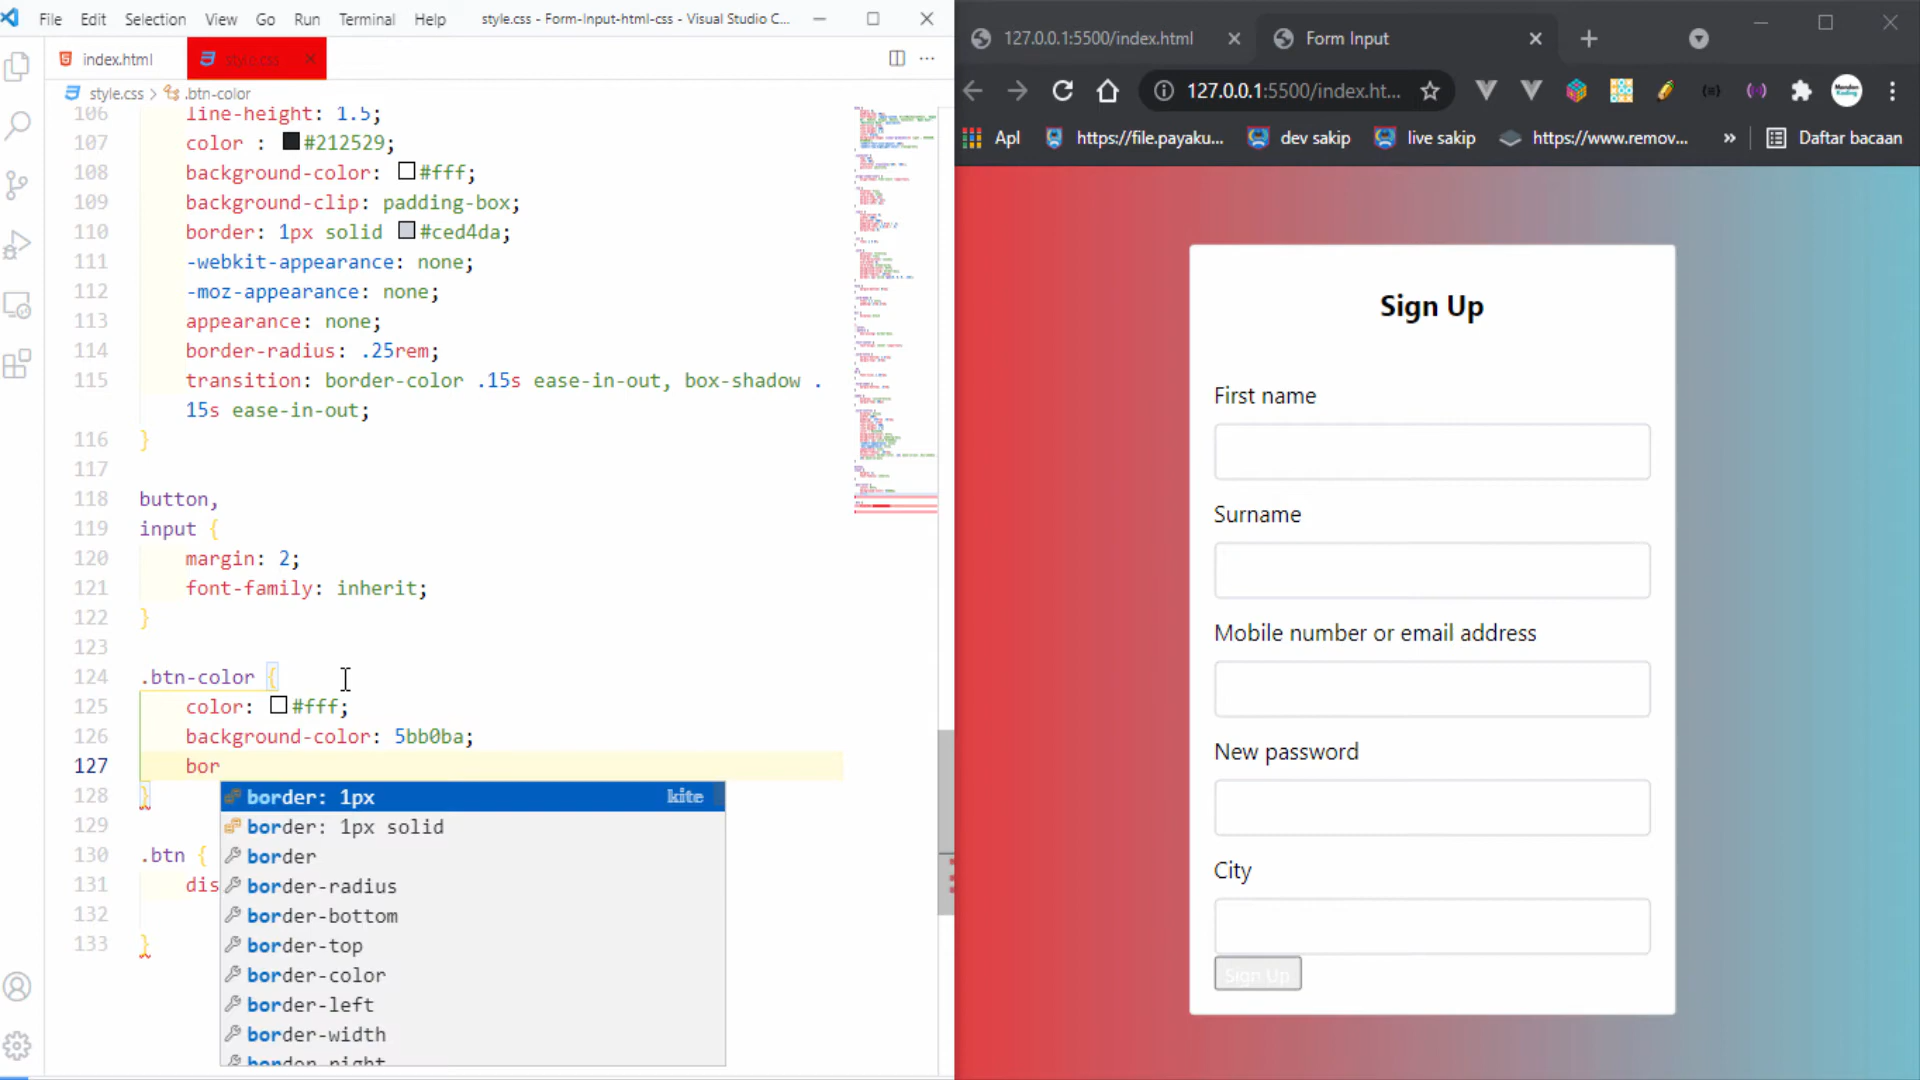 File Edit Selection View Go Run Terminal Help style.css - Form-Input-html-css - Visual Studio C...
index.html style.css
style.css > .btn-color
106 line-height: 1.5;
107 color : #212529;
108 background-color: #fff;
109 background-clip: padding-box;
110 border: 1px solid #ced4da;
111 -webkit-appearance: none;
112 -moz-appearance: none;
113 appearance: none;
114 border-radius: .25rem;
115 transition: border-color .15s ease-in-out, box-shadow .
15s ease-in-out;
116 }
117
118 button,
119 input {
120 margin: 2;
121 font-family: inherit;
122 }
123
124 .btn-color {
125 color: #fff;
126 background-color: 5bb0ba;
127 bor
128 }
129
130 .btn {
131 dis
132
133 }
border: 1px kite
border: 1px solid
border
border-radius
border-bottom
border-top
border-color
border-left
border-width
border-right
127.0.0.1:5500/index.html Form Input
127.0.0.1:5500/index.ht...
Apl https://file.payaku... dev sakip live sakip https://www.remov... » Daftar bacaan
Sign Up
First name
Surname
Mobile number or email address
New password
City
Sign Up